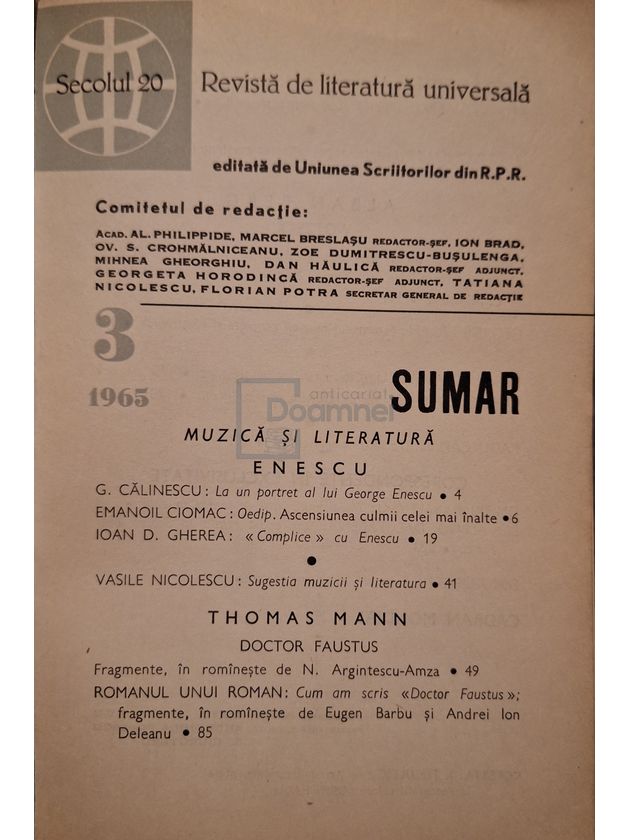 Secolul 20 Revistă de literatură universală
editată de Uniunea Scriitorilor din R.P.R.
Comitetul de redacție:
ACAD. AL. PHILIPPIDE, MARCEL BRESLAȘU REDACTOR-ȘEF, ION BRAD,
OV. S. CROHMĂLNICEANU, ZOE DUMITRESCU-BUȘULENGA,
MIHNEA GHEORGHIU, DAN HĂULICĂ REDACTOR-ȘEF ADJUNCT,
GEORGETA HORODINCĂ REDACTOR-ȘEF ADJUNCT, TATIANA
NICOLESCU, FLORIAN POTRA SECRETAR GENERAL DE REDACȚIE
3
1965
SUMAR
anticariat
Doamnei
MUZICĂ ȘI LITERATURĂ
ENESCU
G. CĂLINESCU: La un portret al lui George Enescu • 4
EMANOIL CIOMAC: Oedip. Ascensiunea culmii celei mai înalte • 6
IOAN D. GHEREA: «Complice» cu Enescu • 19
•
VASILE NICOLESCU: Sugestia muzicii și literatura • 41
THOMAS MANN
DOCTOR FAUSTUS
Fragmente, în romînește de N. Argintescu-Amza • 49
ROMANUL UNUI ROMAN: Cum am scris «Doctor Faustus»;
fragmente, în romînește de Eugen Barbu și Andrei Ion
Deleanu • 85